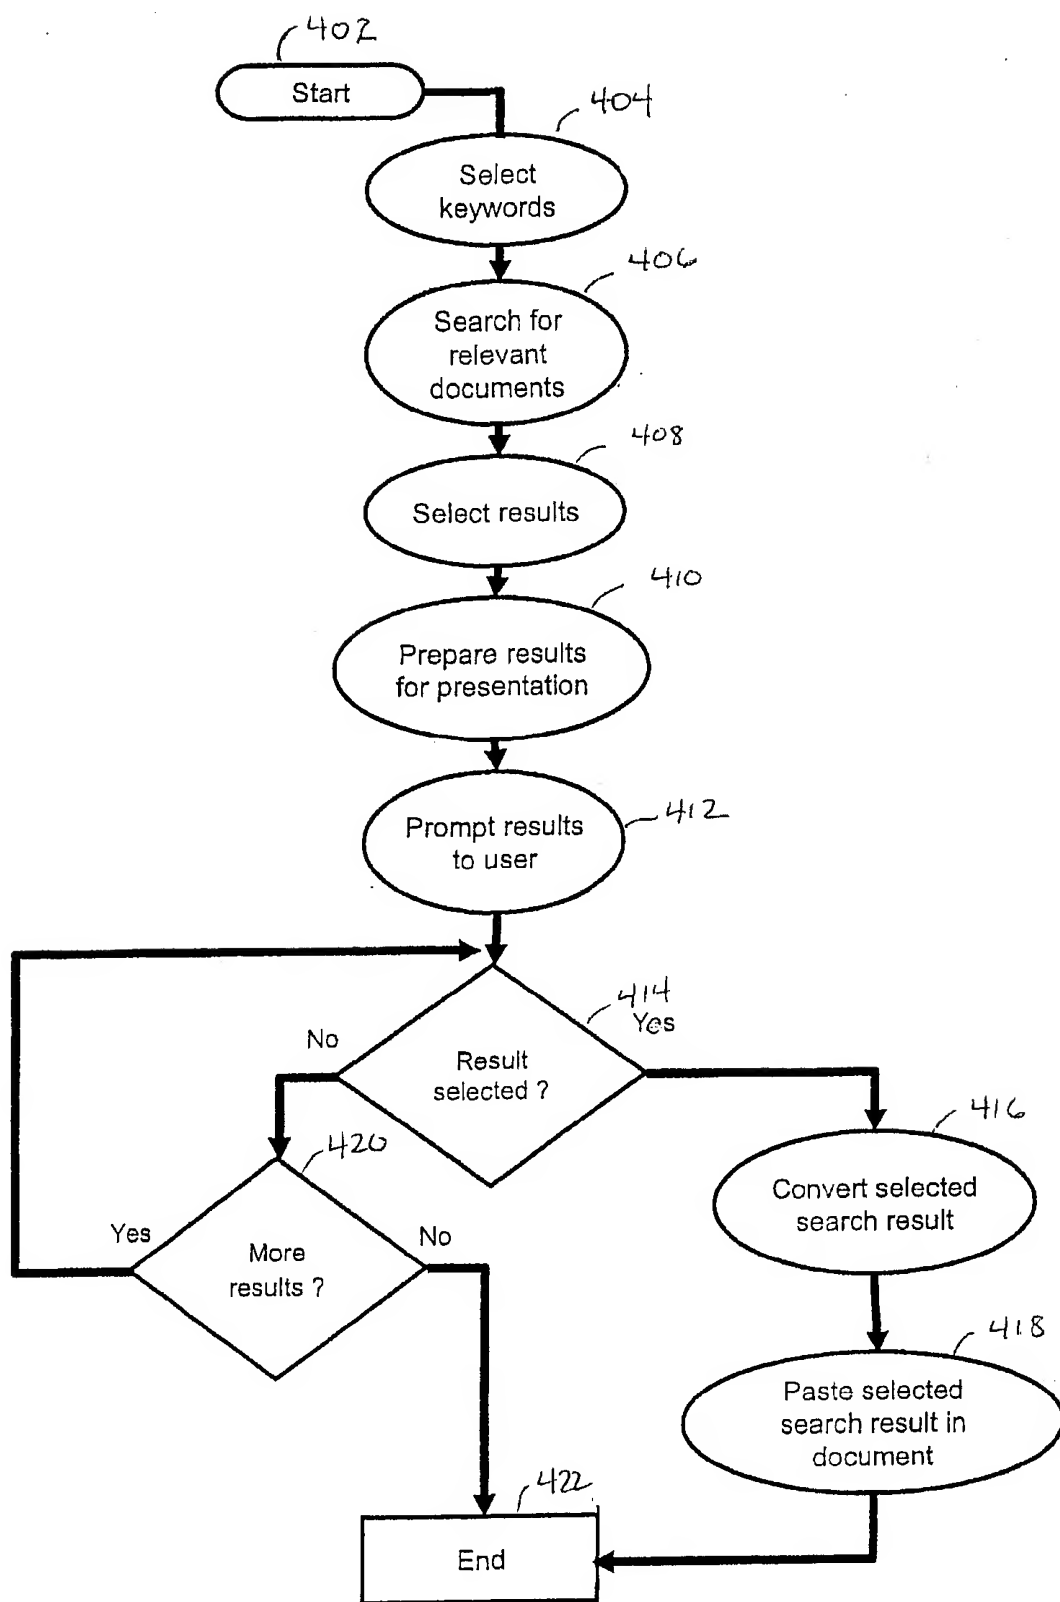 402
Start
404
Select
keywords
406
Search for
relevant
documents
408
Select results
410
Prepare results
for presentation
412
Prompt results
to user
414
No
Yes
Result
selected ?
416
Convert selected
search result
420
Yes
No
More
results ?
418
Paste selected
search result in
document
422
End